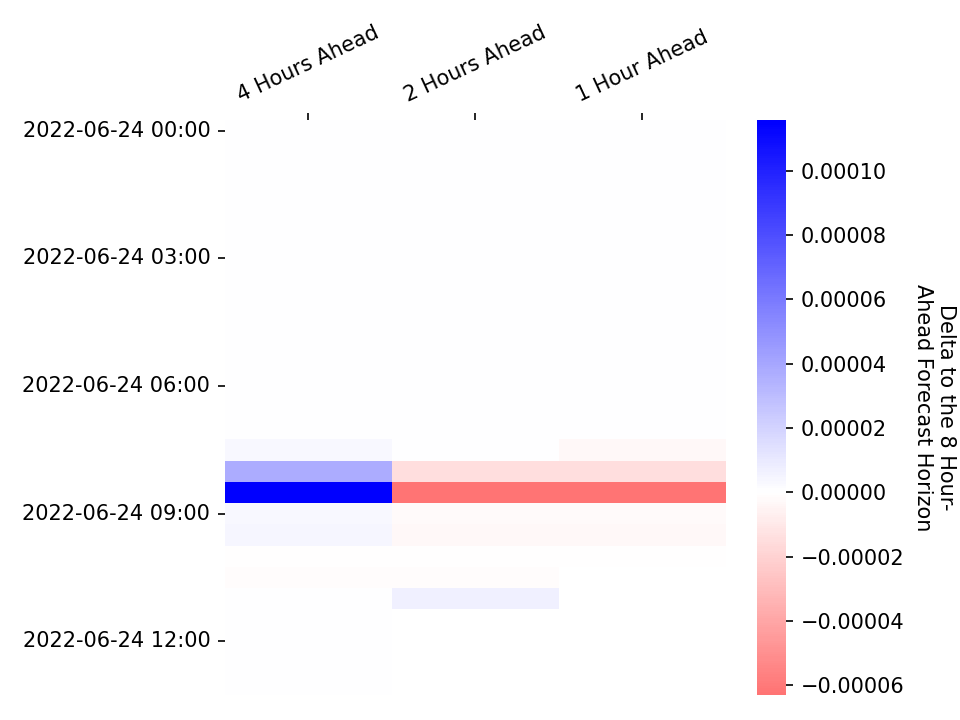 4 Hours Ahead
2 Hours Ahead
1 Hour Ahead
2022-06-24 00:00
2022-06-24 03:00
2022-06-24 06:00
2022-06-24 09:00
2022-06-24 12:00
0.00010
0.00008
0.00006
0.00004
0.00002
0.00000
−0.00002
−0.00004
−0.00006
Delta to the 8 Hour-
Ahead Forecast Horizon